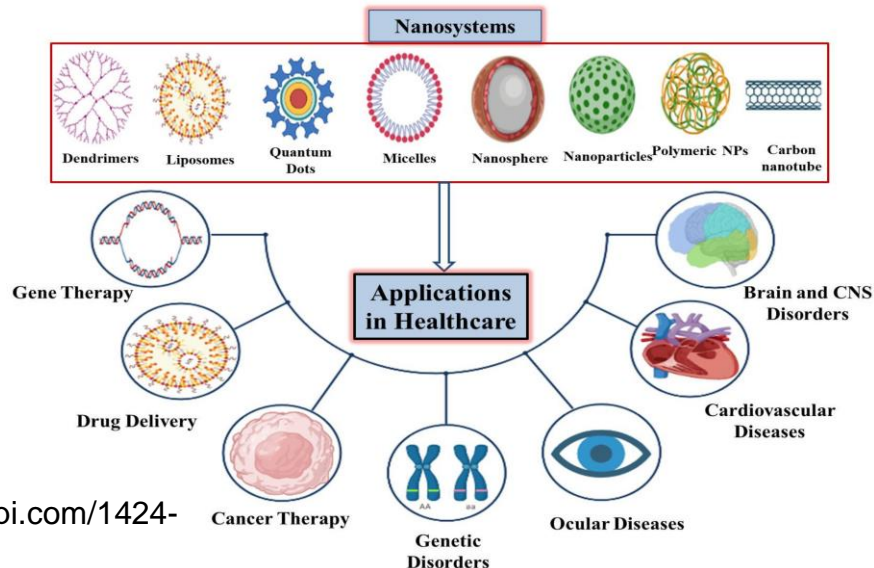 Nanosystems
Dendrimers
Liposomes
Quantum
Dots
Micelles
Nanosphere
Nanoparticles
Polymeric NPs
Carbon
nanotube
Applications
in Healthcare
Gene Therapy
Drug Delivery
Cancer Therapy
AA
aa
Genetic
Disorders
Ocular Diseases
Cardiovascular
Diseases
Brain and CNS
Disorders
oi.com/1424-